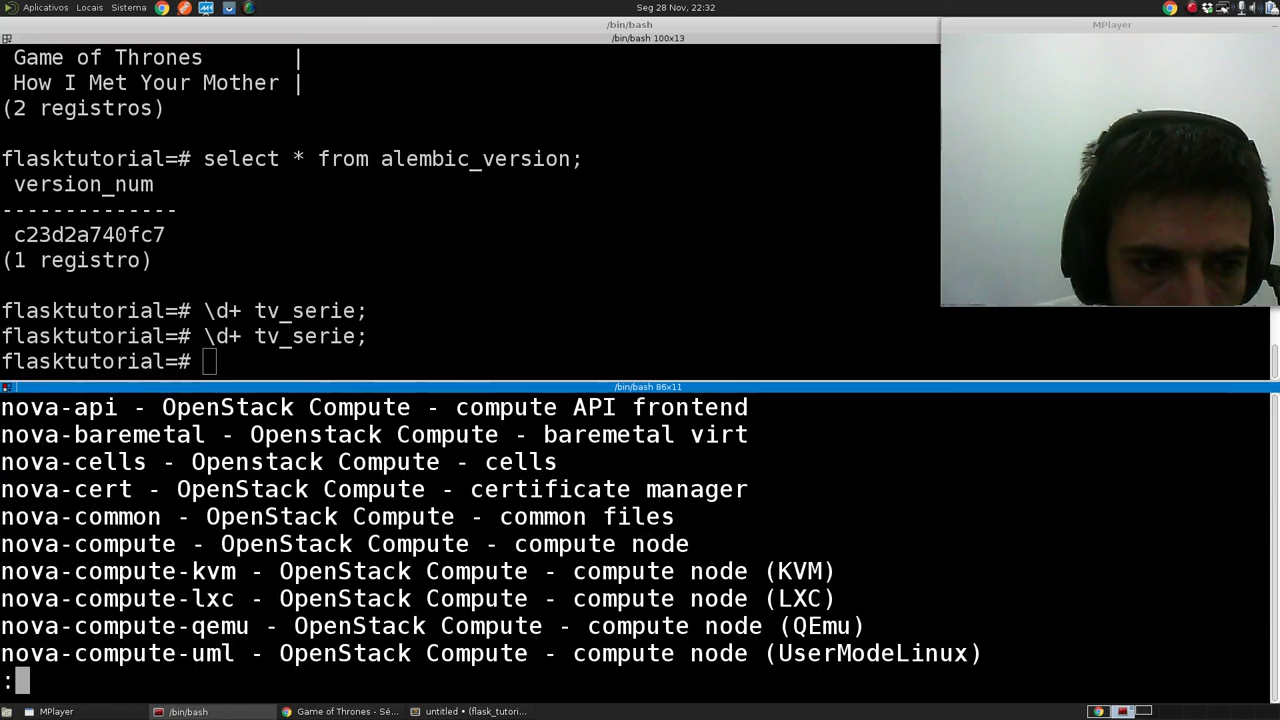 Aplicativos Locais Sistema
Seg 28 Nov, 22:32
/bin/bash
MPlayer
/bin/bash 100x13
Game of Thrones |
How I Met Your Mother |
(2 registros)
flasktutorial=# select * from alembic_version;
version_num
--------------
c23d2a740fc7
(1 registro)
flasktutorial=# \d+ tv_serie;
flasktutorial=# \d+ tv_serie;
flasktutorial=#
/bin/bash 86x11
nova-api - OpenStack Compute - compute API frontend
nova-baremetal - Openstack Compute - baremetal virt
nova-cells - Openstack Compute - cells
nova-cert - OpenStack Compute - certificate manager
nova-common - OpenStack Compute - common files
nova-compute - OpenStack Compute - compute node
nova-compute-kvm - OpenStack Compute - compute node (KVM)
nova-compute-lxc - OpenStack Compute - compute node (LXC)
nova-compute-qemu - OpenStack Compute - compute node (QEmu)
nova-compute-uml - OpenStack Compute - compute node (UserModeLinux)
:
MPlayer /bin/bash Game of Thrones - Sé... untitled • (flask_tutori...